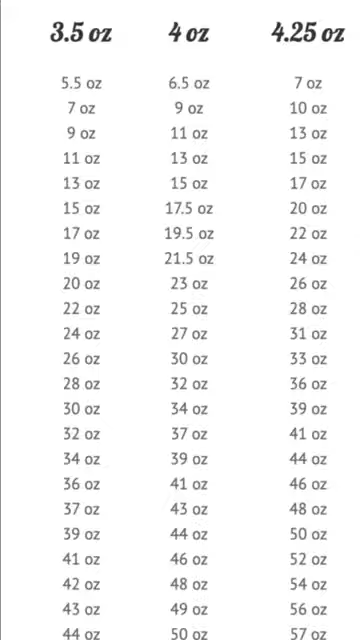 3.5 oz 4 oz 4.25 oz
5.5 oz 6.5 oz 7 oz
7 oz 9 oz 10 oz
9 oz 11 oz 13 oz
11 oz 13 oz 15 oz
13 oz 15 oz 17 oz
15 oz 17.5 oz 20 oz
17 oz 19.5 oz 22 oz
19 oz 21.5 oz 24 oz
20 oz 23 oz 26 oz
22 oz 25 oz 28 oz
24 oz 27 oz 31 oz
26 oz 30 oz 33 oz
28 oz 32 oz 36 oz
30 oz 34 oz 39 oz
32 oz 37 oz 41 oz
34 oz 39 oz 44 oz
36 oz 41 oz 46 oz
37 oz 43 oz 48 oz
39 oz 44 oz 50 oz
41 oz 46 oz 52 oz
42 oz 48 oz 54 oz
43 oz 49 oz 56 oz
44 oz 50 oz 57 oz